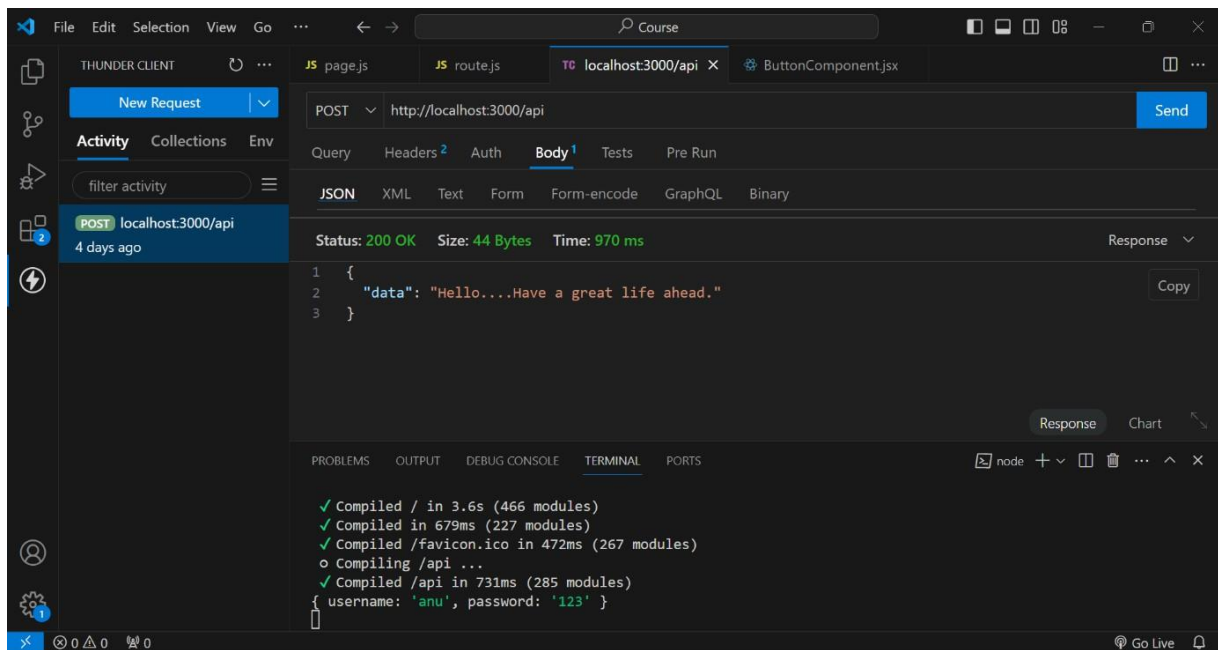 File Edit Selection View Go ... Course
THUNDER CLIENT ...
JS page.js JS route.js TC localhost:3000/api ButtonComponent.jsx ...
New Request
POST http://localhost:3000/api Send
Activity Collections Env
Query Headers 2 Auth Body 1 Tests Pre Run
filter activity
JSON XML Text Form Form-encode GraphQL Binary
POST localhost:3000/api
4 days ago
2
Status: 200 OK Size: 44 Bytes Time: 970 ms Response
1 {
2 "data": "Hello....Have a great life ahead."
3 }
Copy
Response Chart
PROBLEMS OUTPUT DEBUG CONSOLE TERMINAL PORTS node ...
✓ Compiled / in 3.6s (466 modules)
✓ Compiled in 679ms (227 modules)
✓ Compiled /favicon.ico in 472ms (267 modules)
○ Compiling /api ...
✓ Compiled /api in 731ms (285 modules)
{ username: 'anu', password: '123' }
1
0 0 0 Go Live